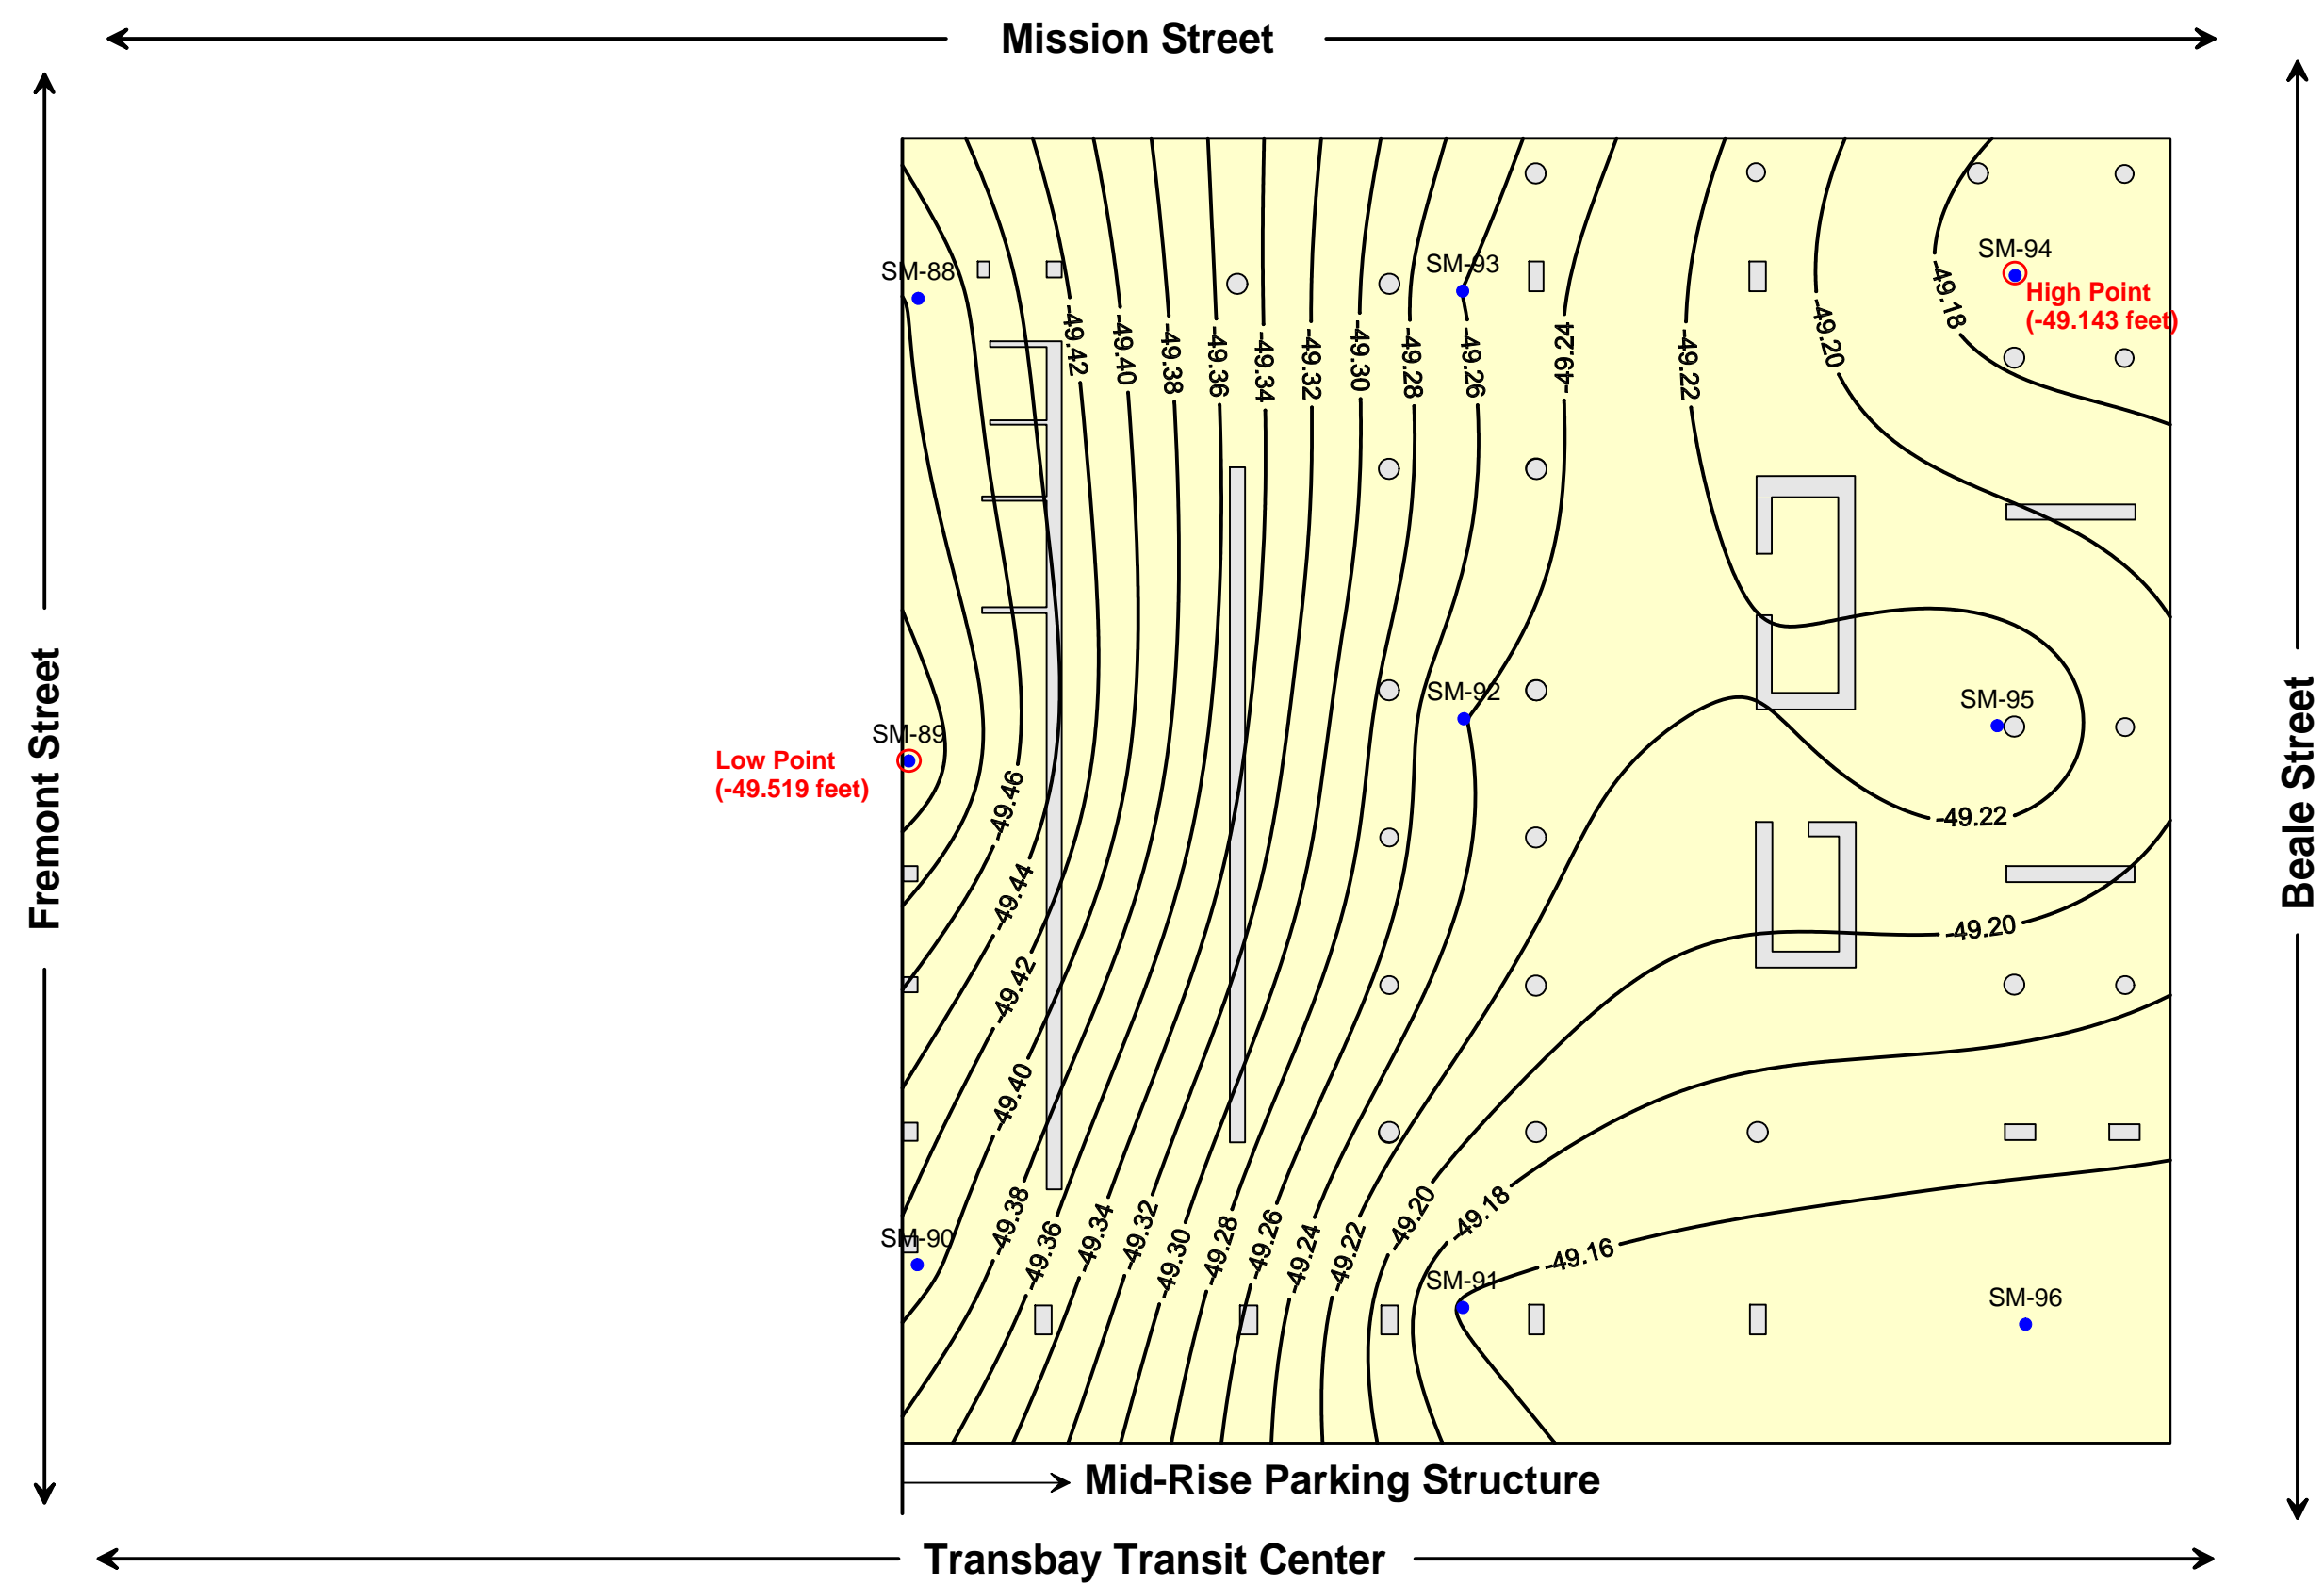 Mission Street
SM-94
SM-93
SM-88
High Point
(-49.143 feet)
-49.18
-49.42
-49.40
-49.38
-49.36
-49.34
-49.32
-49.30
-49.28
-49.26
-49.24
-49.22
-49.20
SM-92
SM-95
SM-89
Low Point
(-49.519 feet)
Fremont Street
Beale Street
-49.46
-49.22
-49.44
-49.20
-49.42
-49.40
-49.38
-49.36
-49.34
-49.32
-49.30
-49.28
-49.26
-49.24
-49.22
-49.20
-49.18
-49.16
SM-90
SM-91
SM-96
Mid-Rise Parking Structure
Transbay Transit Center